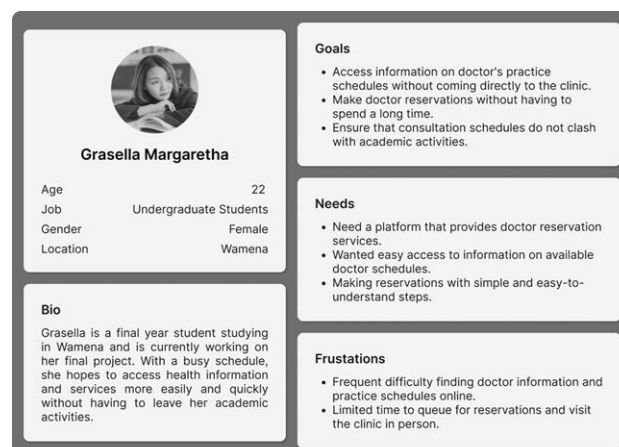 Grasella Margaretha
Age 22
Job Undergraduate Students
Gender Female
Location Wamena
Bio
Grasella is a final year student studying
in Wamena and is currently working on
her final project. With a busy schedule,
she hopes to access health information
and services more easily and quickly
without having to leave her academic
activities.
Goals
• Access information on doctor's practice
schedules without coming directly to the clinic.
• Make doctor reservations without having to
spend a long time.
• Ensure that consultation schedules do not clash
with academic activities.
Needs
• Need a platform that provides doctor reservation
services.
• Wanted easy access to information on available
doctor schedules.
• Making reservations with simple and easy-to-
understand steps.
Frustations
• Frequent difficulty finding doctor information and
practice schedules online.
• Limited time to queue for reservations and visit
the clinic in person.